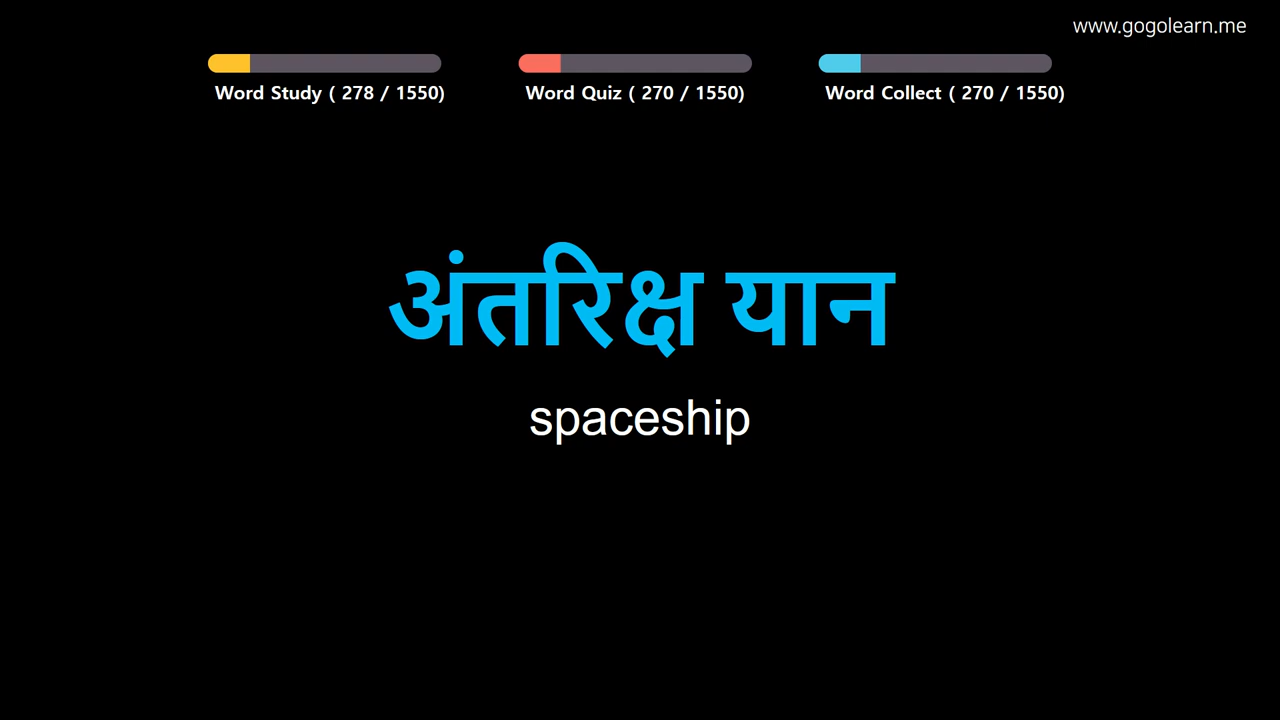 www.gogolearn.me
Word Study ( 278 / 1550)
Word Quiz ( 270 / 1550)
Word Collect ( 270 / 1550)
अंतरिक्ष यान
spaceship